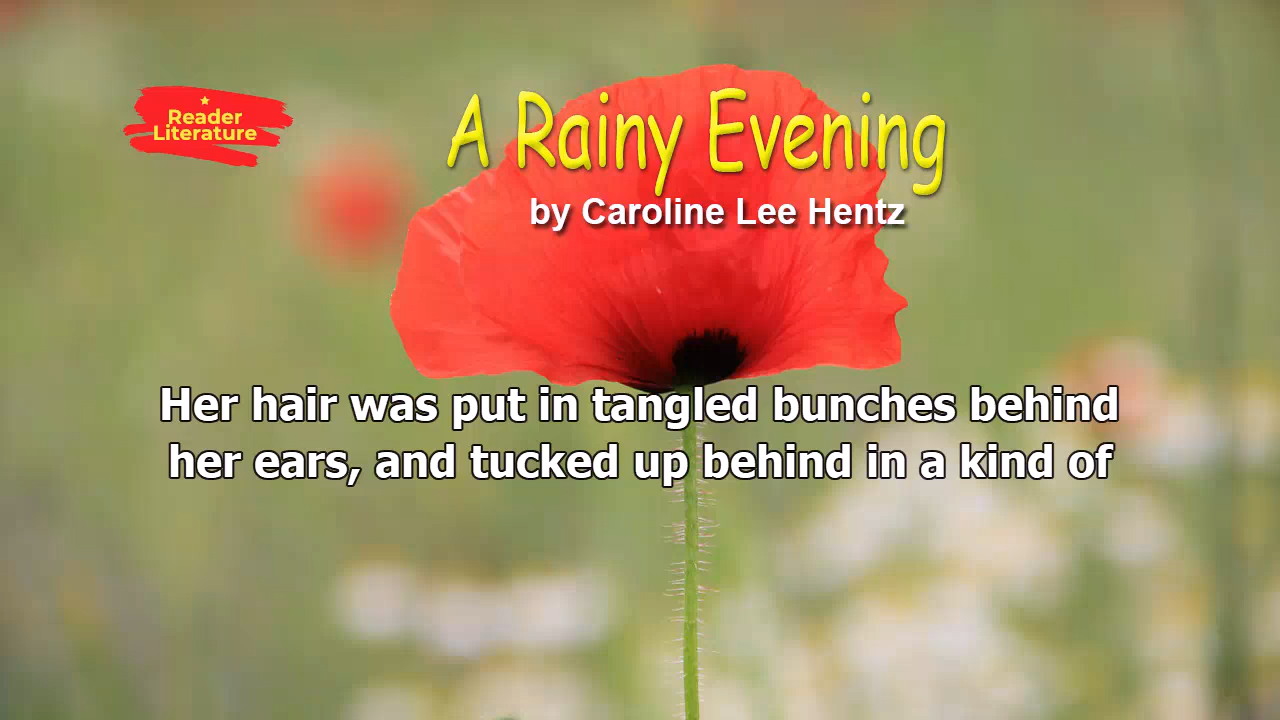 Reader
Literature
A Rainy Evening
by Caroline Lee Hentz
Her hair was put in tangled bunches behind
her ears, and tucked up behind in a kind of